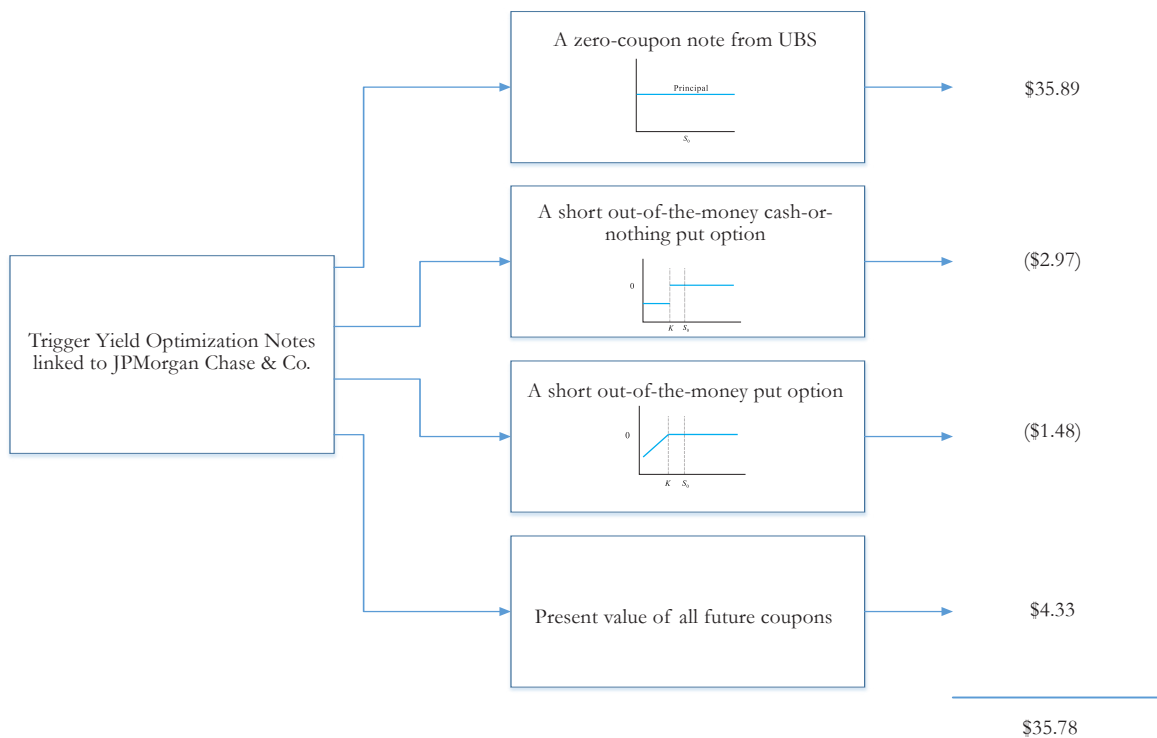 A zero-coupon note from UBS
Principal
S₀
$35.89
A short out-of-the-money cash-or-
nothing put option
0
K S₀
($2.97)
Trigger Yield Optimization Notes
linked to JPMorgan Chase & Co.
A short out-of-the-money put option
0
K S₀
($1.48)
Present value of all future coupons
$4.33
$35.78